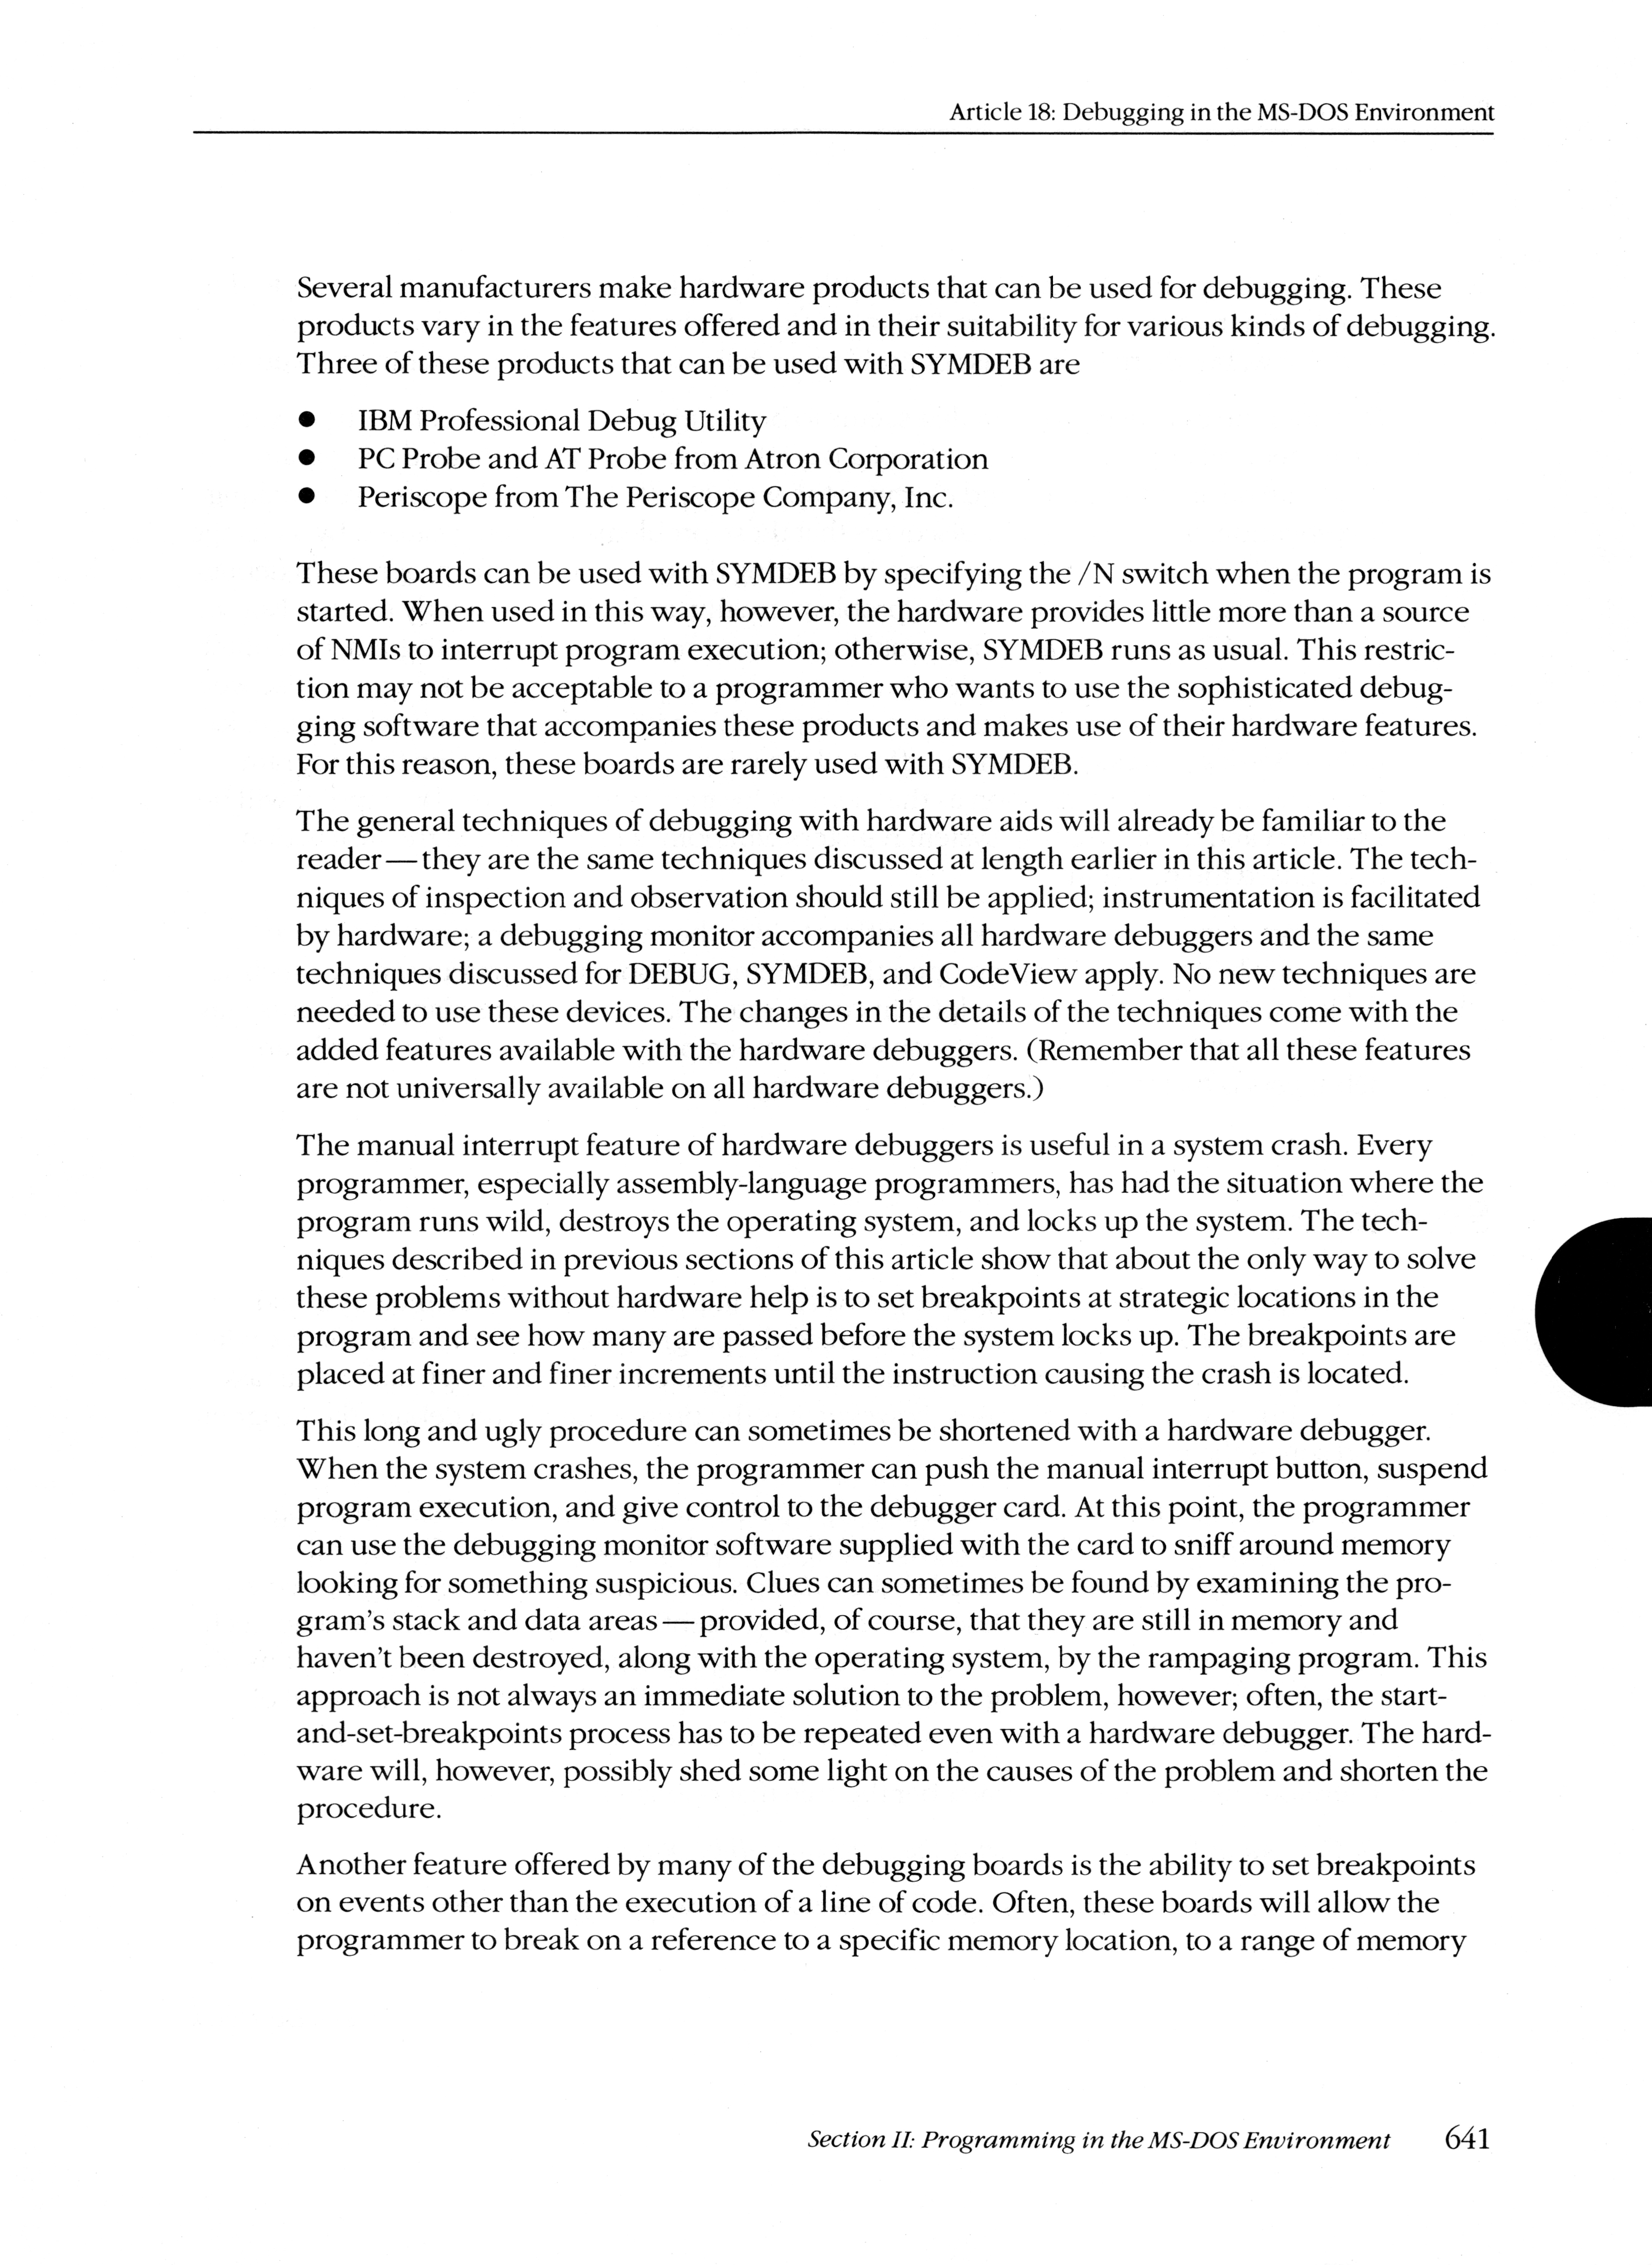 Article 18: Debugging in the MS-DOS Environment
Several manufacturers make hardware products that can be used for debugging. These
products vary in the features offered and in their suitability for various kinds of debugging.
Three of these products that can be used with SYMDEB are
● IBM Professional Debug Utility
● PC Probe and AT Probe from Atron Corporation
● Periscope from The Periscope Company, Inc.
These boards can be used with SYMDEB by specifying the /N switch when the program is
started. When used in this way, however, the hardware provides little more than a source
of NMIs to interrupt program execution; otherwise, SYMDEB runs as usual. This restric-
tion may not be acceptable to a programmer who wants to use the sophisticated debug-
ging software that accompanies these products and makes use of their hardware features.
For this reason, these boards are rarely used with SYMDEB.
The general techniques of debugging with hardware aids will already be familiar to the
reader — they are the same techniques discussed at length earlier in this article. The tech-
niques of inspection and observation should still be applied; instrumentation is facilitated
by hardware; a debugging monitor accompanies all hardware debuggers and the same
techniques discussed for DEBUG, SYMDEB, and CodeView apply. No new techniques are
needed to use these devices. The changes in the details of the techniques come with the
added features available with the hardware debuggers. (Remember that all these features
are not universally available on all hardware debuggers.)
The manual interrupt feature of hardware debuggers is useful in a system crash. Every
programmer, especially assembly-language programmers, has had the situation where the
program runs wild, destroys the operating system, and locks up the system. The tech-
niques described in previous sections of this article show that about the only way to solve
these problems without hardware help is to set breakpoints at strategic locations in the
program and see how many are passed before the system locks up. The breakpoints are
placed at finer and finer increments until the instruction causing the crash is located.
This long and ugly procedure can sometimes be shortened with a hardware debugger.
When the system crashes, the programmer can push the manual interrupt button, suspend
program execution, and give control to the debugger card. At this point, the programmer
can use the debugging monitor software supplied with the card to sniff around memory
looking for something suspicious. Clues can sometimes be found by examining the pro-
gram's stack and data areas — provided, of course, that they are still in memory and
haven't been destroyed, along with the operating system, by the rampaging program. This
approach is not always an immediate solution to the problem, however; often, the start-
and-set-breakpoints process has to be repeated even with a hardware debugger. The hard-
ware will, however, possibly shed some light on the causes of the problem and shorten the
procedure.
Another feature offered by many of the debugging boards is the ability to set breakpoints
on events other than the execution of a line of code. Often, these boards will allow the
programmer to break on a reference to a specific memory location, to a range of memory
Section II: Programming in the MS-DOS Environment 641